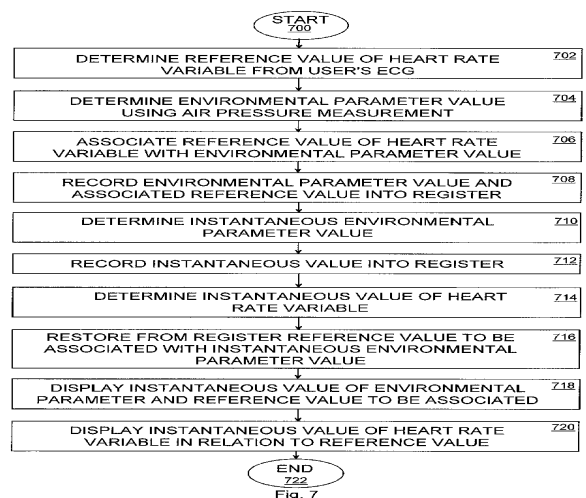 START
700
DETERMINE REFERENCE VALUE OF HEART RATE 702
VARIABLE FROM USER'S ECG
DETERMINE ENVIRONMENTAL PARAMETER VALUE 704
USING AIR PRESSURE MEASUREMENT
ASSOCIATE REFERENCE VALUE OF HEART RATE 706
VARIABLE WITH ENVIRONMENTAL PARAMETER VALUE
RECORD ENVIRONMENTAL PARAMETER VALUE AND 708
ASSOCIATED REFERENCE VALUE INTO REGISTER
DETERMINE INSTANTANEOUS ENVIRONMENTAL 710
PARAMETER VALUE
RECORD INSTANTANEOUS VALUE INTO REGISTER 712
DETERMINE INSTANTANEOUS VALUE OF HEART 714
RATE VARIABLE
RESTORE FROM REGISTER REFERENCE VALUE TO BE 716
ASSOCIATED WITH INSTANTANEOUS ENVIRONMENTAL
PARAMETER VALUE
DISPLAY INSTANTANEOUS VALUE OF ENVIRONMENTAL 718
PARAMETER AND REFERENCE VALUE TO BE ASSOCIATED
DISPLAY INSTANTANEOUS VALUE OF HEART RATE 720
VARIABLE IN RELATION TO REFERENCE VALUE
END
722
Fig. 7